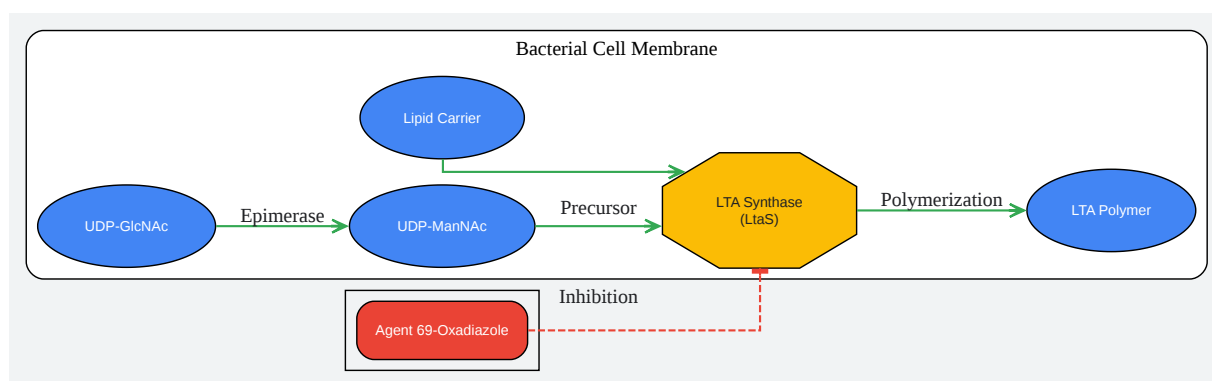 Bacterial Cell Membrane
Lipid Carrier
UDP-GlcNAc
Epimerase
UDP-ManNAc
Precursor
LTA Synthase
(LtaS)
Polymerization
LTA Polymer
Inhibition
Agent 69-Oxadiazole